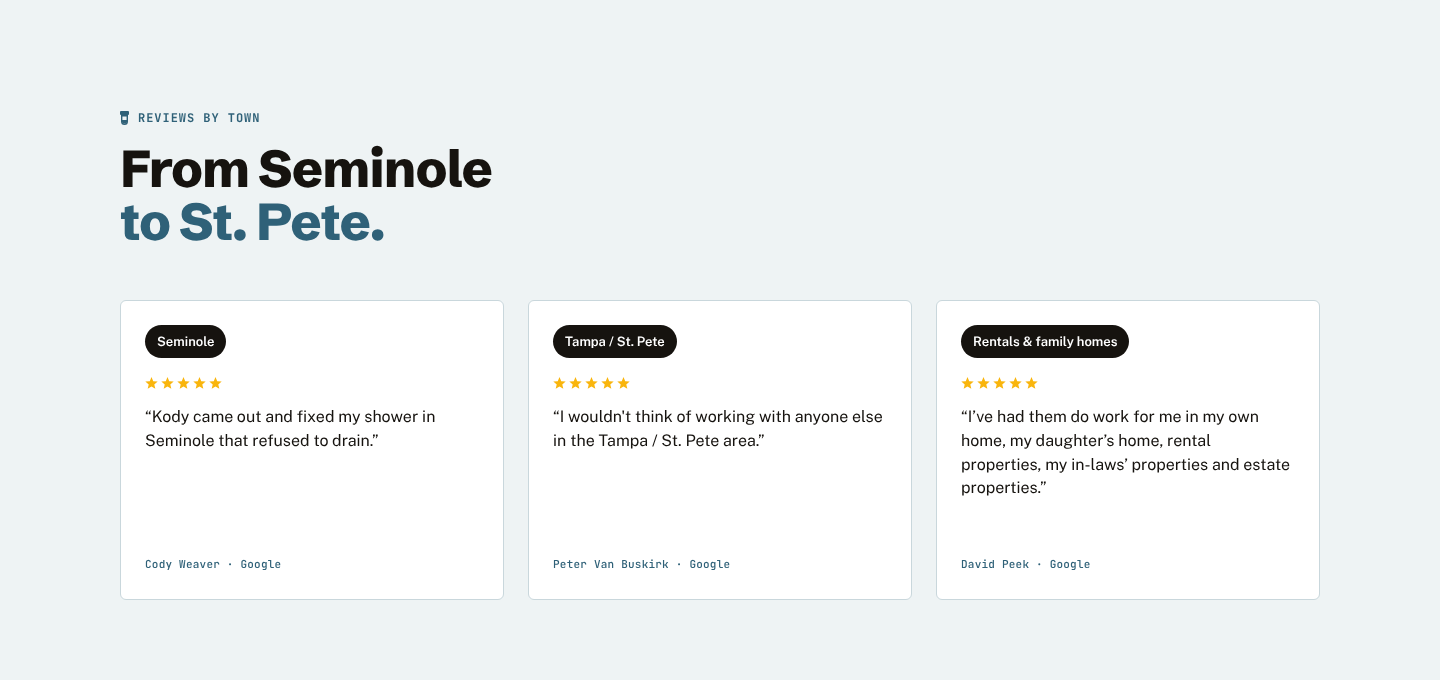 REVIEWS BY TOWN
From Seminole
to St. Pete.
Seminole
“Kody came out and fixed my shower in
Seminole that refused to drain.”
Cody Weaver · Google
Tampa / St. Pete
“I wouldn't think of working with anyone else
in the Tampa / St. Pete area.”
Peter Van Buskirk · Google
Rentals & family homes
“I’ve had them do work for me in my own
home, my daughter’s home, rental
properties, my in-laws’ properties and estate
properties.”
David Peek · Google